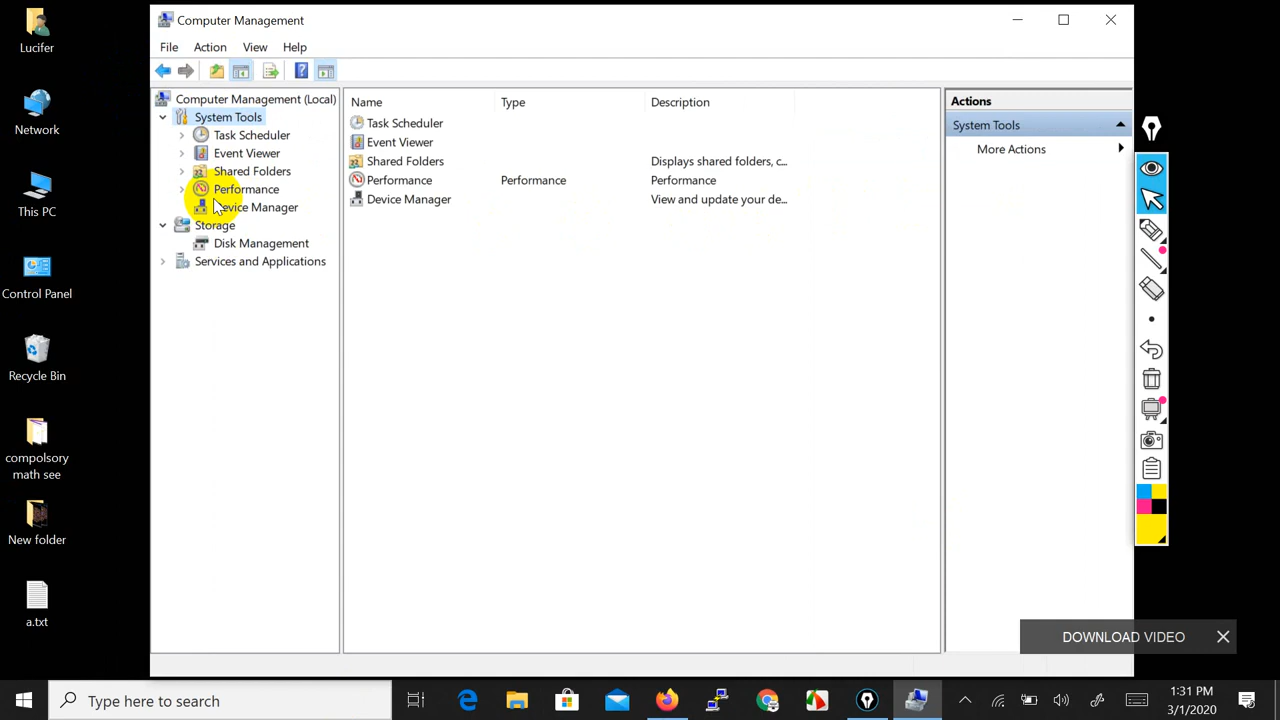 Lucifer
Network
This PC
Control Panel
Recycle Bin
compolsory
math see
New folder
a.txt
Computer Management
File Action View Help
Computer Management (Local)
System Tools
Task Scheduler
Event Viewer
Shared Folders
Performance
Device Manager
Storage
Disk Management
Services and Applications
Name Type Description
Task Scheduler
Event Viewer
Shared Folders Displays shared folders, c...
Performance Performance Performance
Device Manager View and update your de...
Actions
System Tools
More Actions
DOWNLOAD VIDEO
Type here to search
1:31 PM
3/1/2020